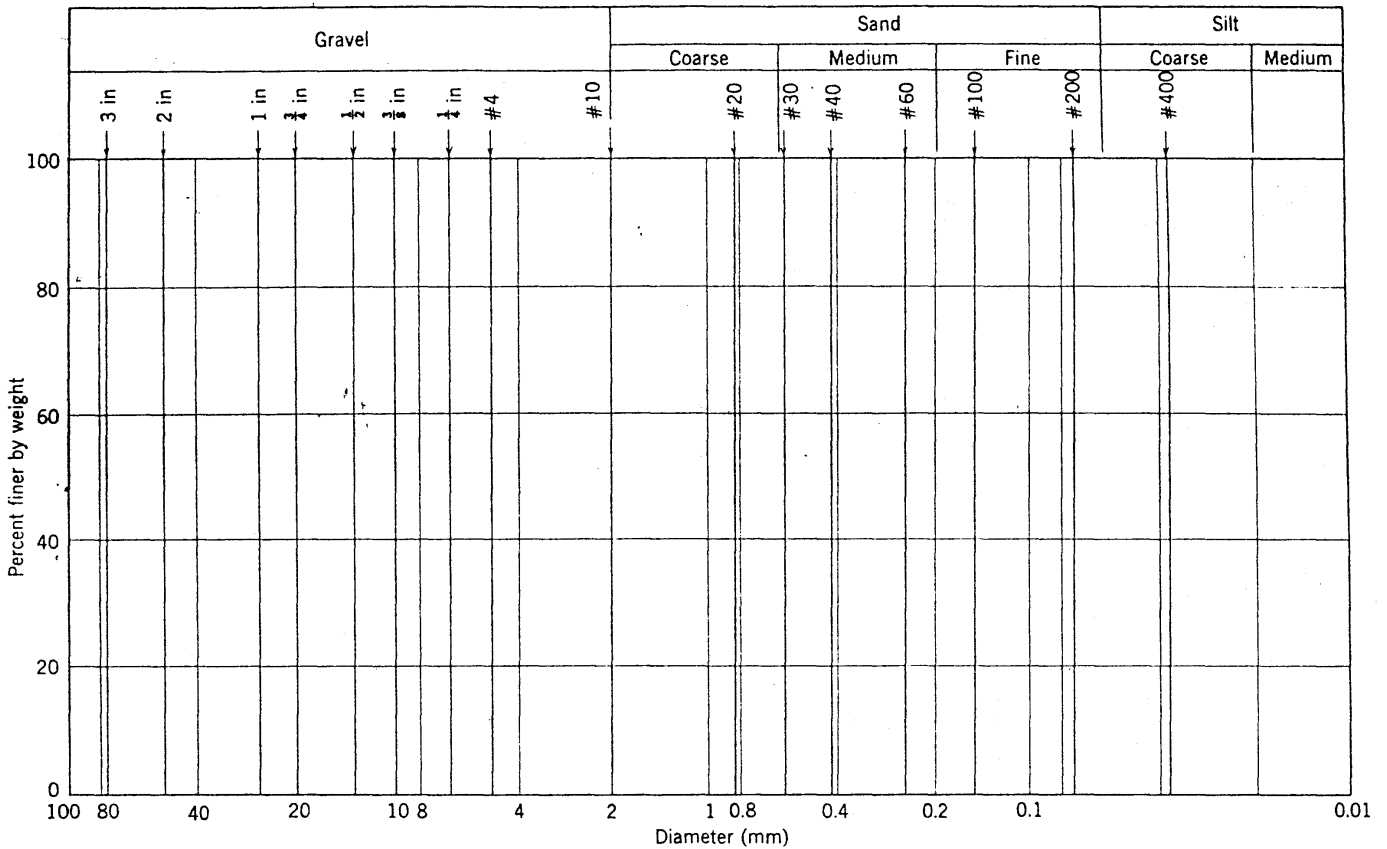 Gravel
Sand
Silt
Coarse Medium Fine Coarse Medium
3 in 2 in 1 in 3/4 in 1/2 in 3/8 in 1/4 in #4 #10 #20 #30 #40 #60 #100 #200 #400
100
80
60
40
20
0
Percent finer by weight
100 80 40 20 10 8 4 2 1 0.8 0.4 0.2 0.1 0.01
Diameter (mm)